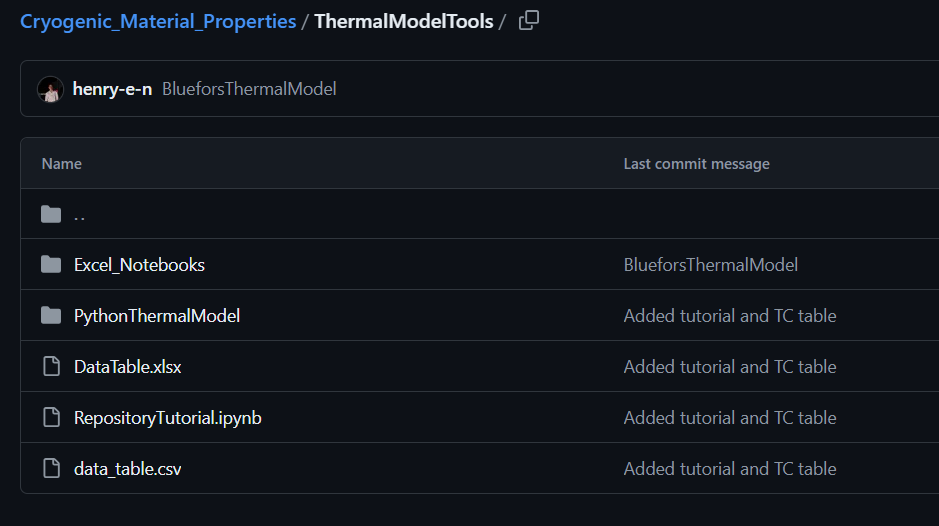 Cryogenic_Material_Properties / ThermalModelTools /
henry-e-n BlueforsThermalModel
Name Last commit message
..
Excel_Notebooks BlueforsThermalModel
PythonThermalModel Added tutorial and TC table
DataTable.xlsx Added tutorial and TC table
RepositoryTutorial.ipynb Added tutorial and TC table
data_table.csv Added tutorial and TC table